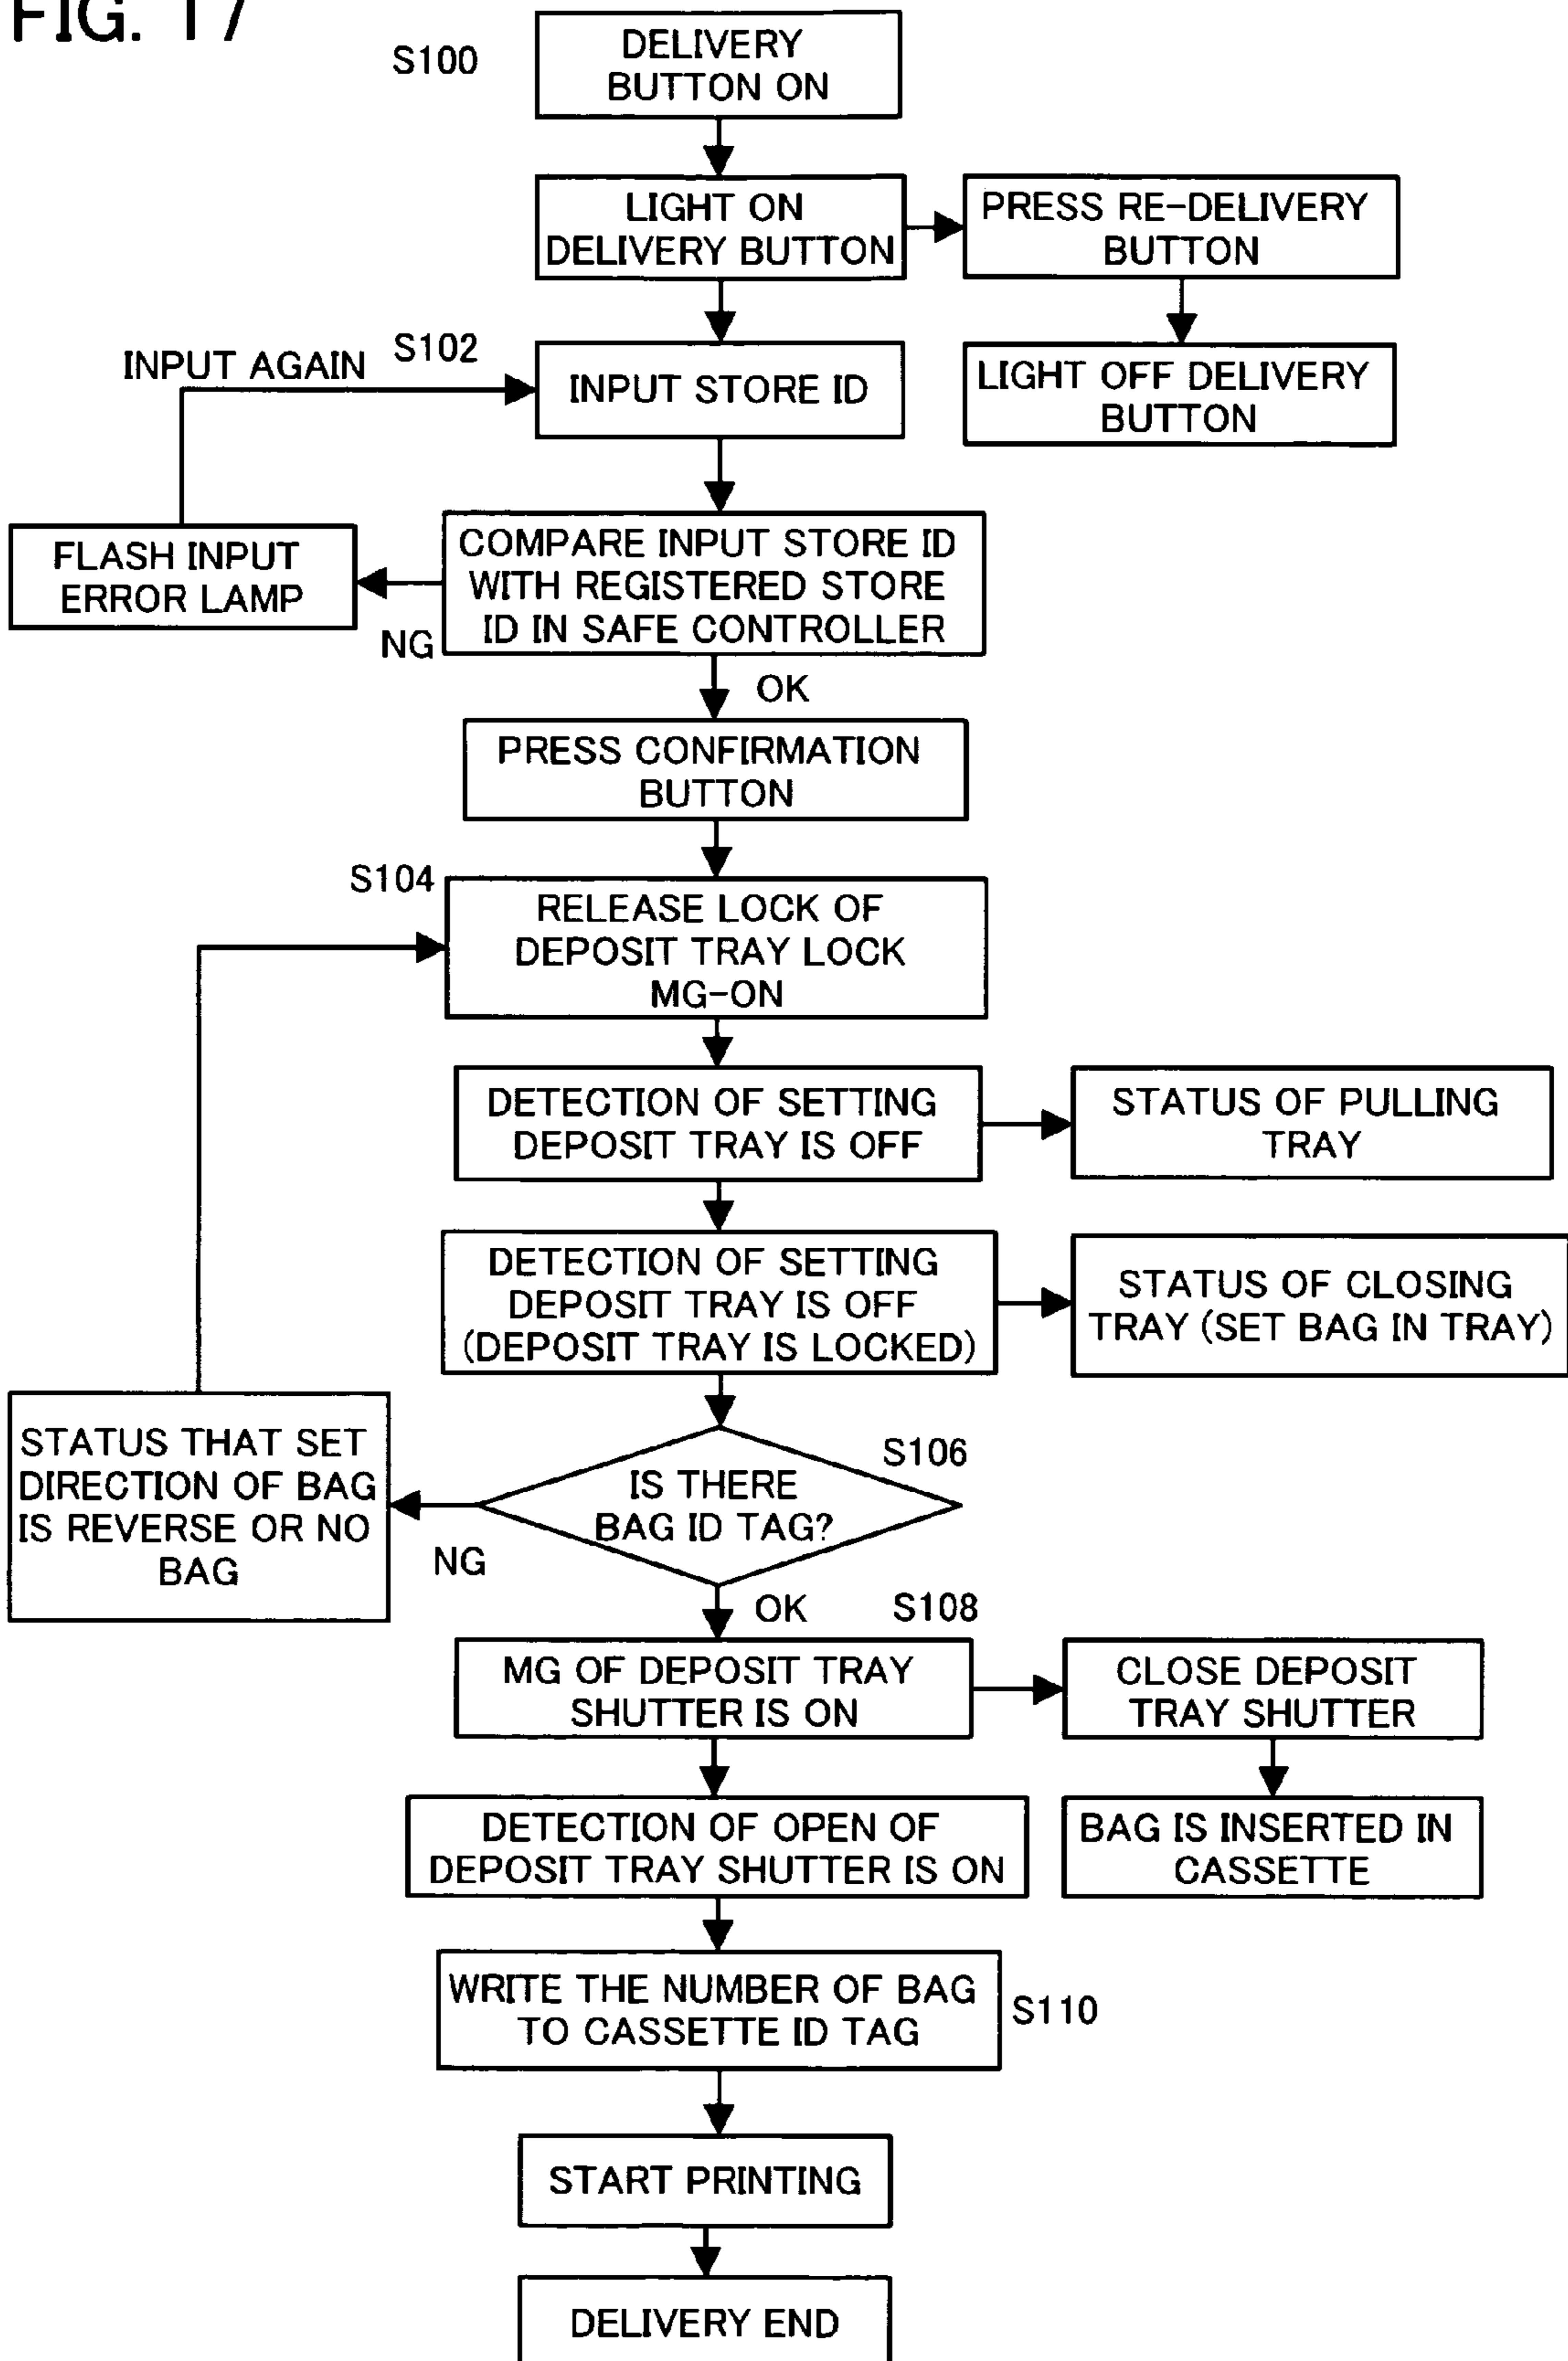 FIG. 17
S100
DELIVERY
BUTTON ON
LIGHT ON
DELIVERY BUTTON
PRESS RE-DELIVERY
BUTTON
INPUT AGAIN
S102
INPUT STORE ID
LIGHT OFF DELIVERY
BUTTON
FLASH INPUT
ERROR LAMP
COMPARE INPUT STORE ID
WITH REGISTERED STORE
ID IN SAFE CONTROLLER
NG
OK
PRESS CONFIRMATION
BUTTON
S104
RELEASE LOCK OF
DEPOSIT TRAY LOCK
MG-ON
DETECTION OF SETTING
DEPOSIT TRAY IS OFF
STATUS OF PULLING
TRAY
DETECTION OF SETTING
DEPOSIT TRAY IS OFF
(DEPOSIT TRAY IS LOCKED)
STATUS OF CLOSING
TRAY (SET BAG IN TRAY)
STATUS THAT SET
DIRECTION OF BAG
IS REVERSE OR NO
BAG
S106
IS THERE
BAG ID TAG?
NG
OK
S108
MG OF DEPOSIT TRAY
SHUTTER IS ON
CLOSE DEPOSIT
TRAY SHUTTER
DETECTION OF OPEN OF
DEPOSIT TRAY SHUTTER IS ON
BAG IS INSERTED IN
CASSETTE
WRITE THE NUMBER OF BAG
TO CASSETTE ID TAG
S110
START PRINTING
DELIVERY END